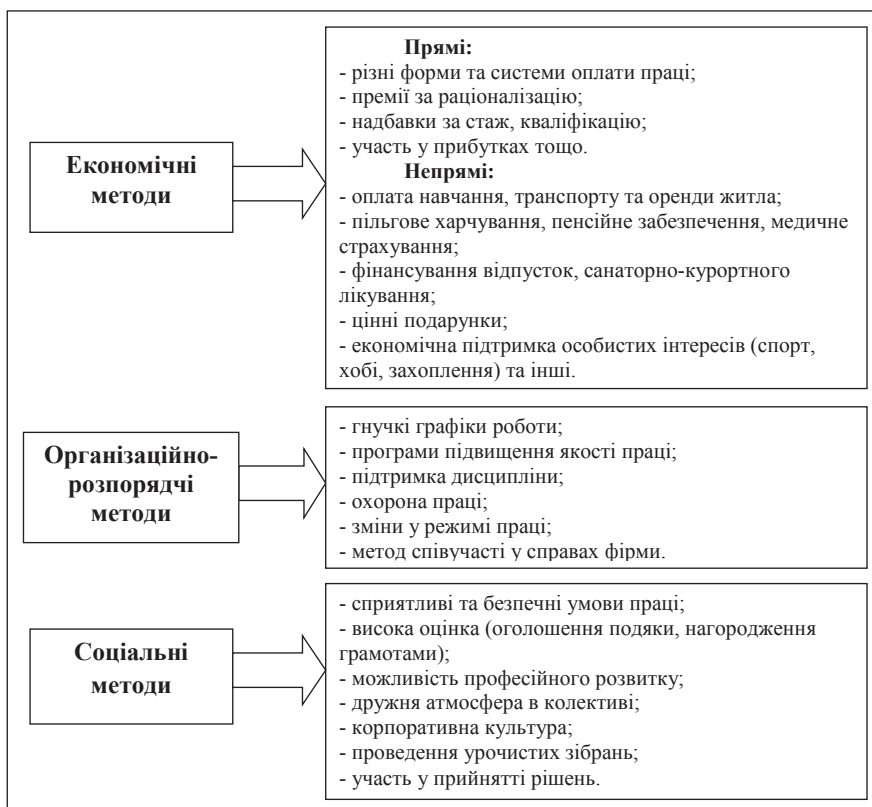 Економічні
методи
Прямі:
- різні форми та системи оплати праці;
- премії за раціоналізацію;
- надбавки за стаж, кваліфікацію;
- участь у прибутках тощо.
Непрямі:
- оплата навчання, транспорту та оренди житла;
- пільгове харчування, пенсійне забезпечення, медичне
страхування;
- фінансування відпусток, санаторно-курортного
лікування;
- цінні подарунки;
- економічна підтримка особистих інтересів (спорт,
хобі, захоплення) та інші.
Організаційно-
розпорядчі
методи
- гнучкі графіки роботи;
- програми підвищення якості праці;
- підтримка дисципліни;
- охорона праці;
- зміни у режимі праці;
- метод співучасті у справах фірми.
Соціальні
методи
- сприятливі та безпечні умови праці;
- висока оцінка (оголошення подяки, нагородження
грамотами);
- можливість професійного розвитку;
- дружня атмосфера в колективі;
- корпоративна культура;
- проведення урочистих зібрань;
- участь у прийнятті рішень.